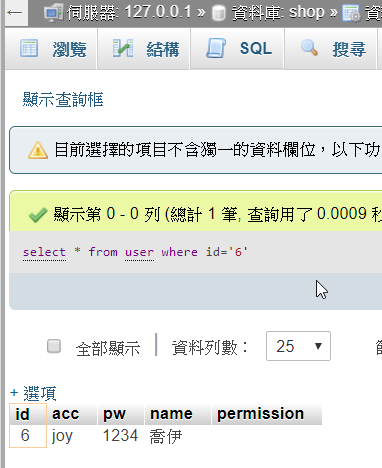 ← 伺服器: 127.0.0.1 » 資料庫: shop » 資
瀏覽 結構 SQL 搜尋
顯示查詢框
目前選擇的項目不含獨一的資料欄位，以下功
顯示第 0 - 0 列 (總計 1 筆, 查詢用了 0.0009 秒
select * from user where id='6'
全部顯示 | 資料列數： 25
+ 選項
id acc pw name permission
6 joy 1234 喬伊